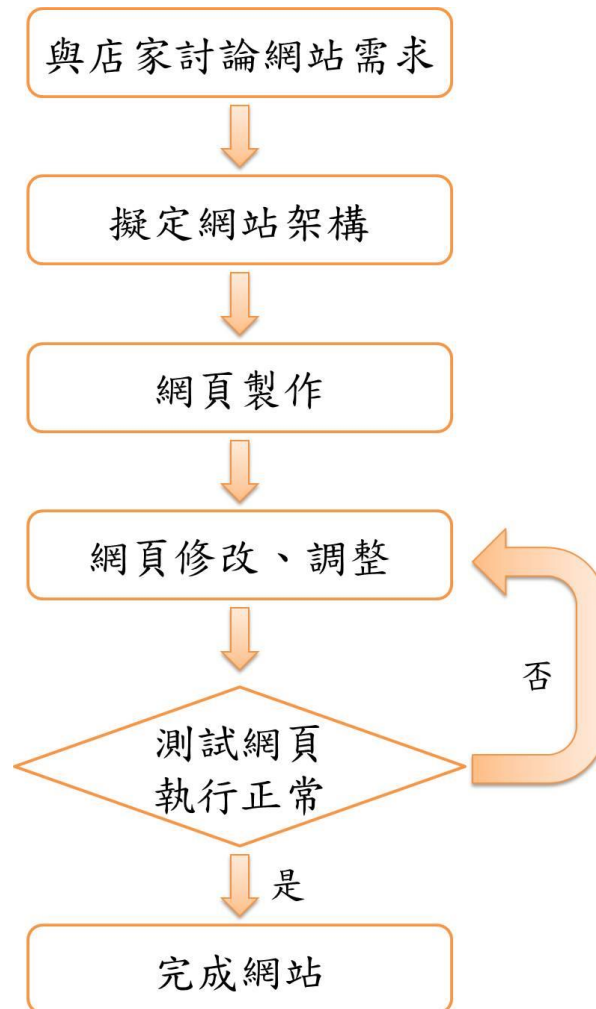 與店家討論網站需求
擬定網站架構
網頁製作
網頁修改、調整
否
測試網頁
執行正常
是
完成網站